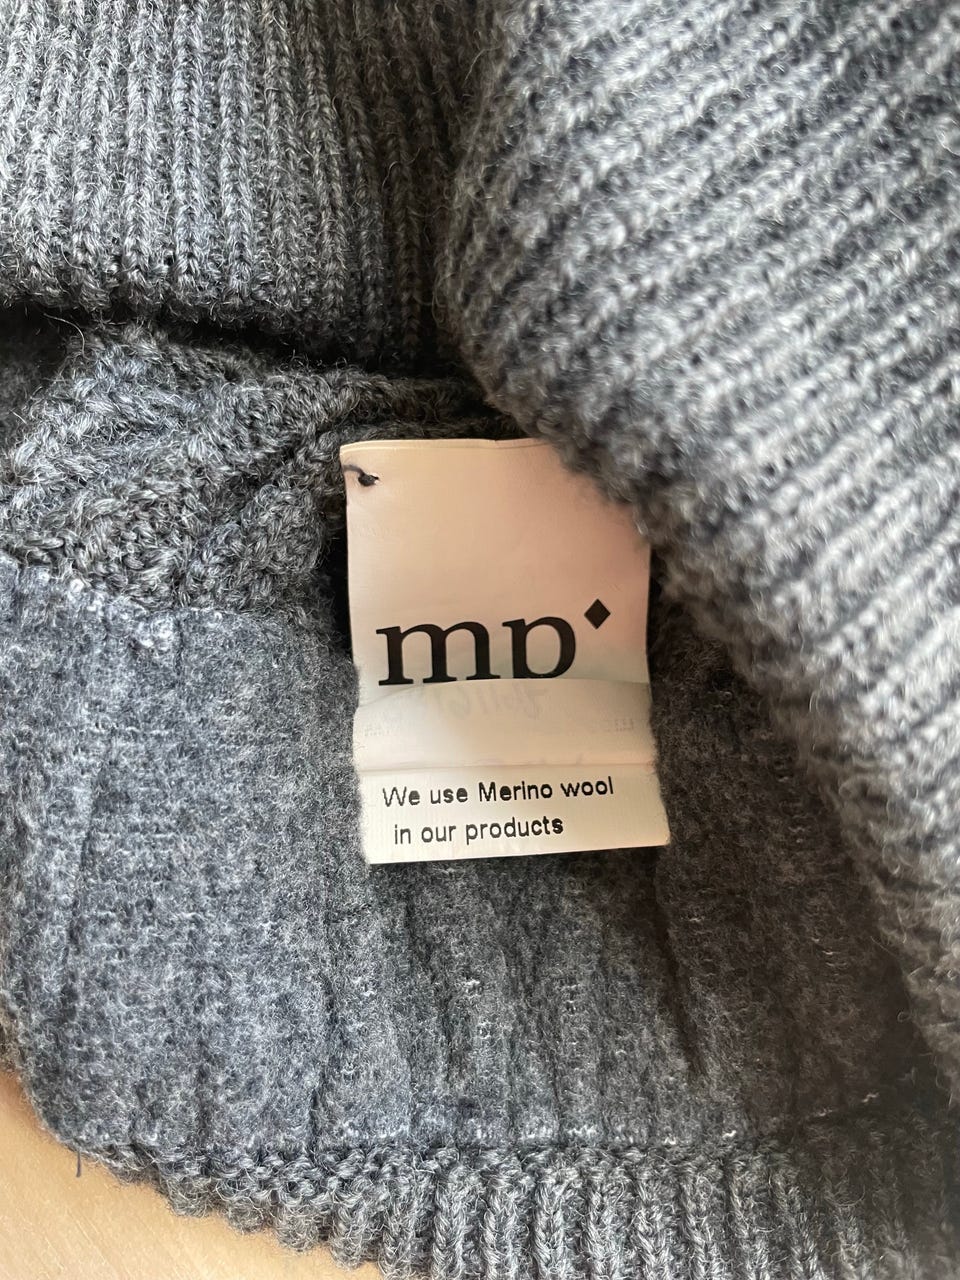 mp
We use Merino wool
in our products